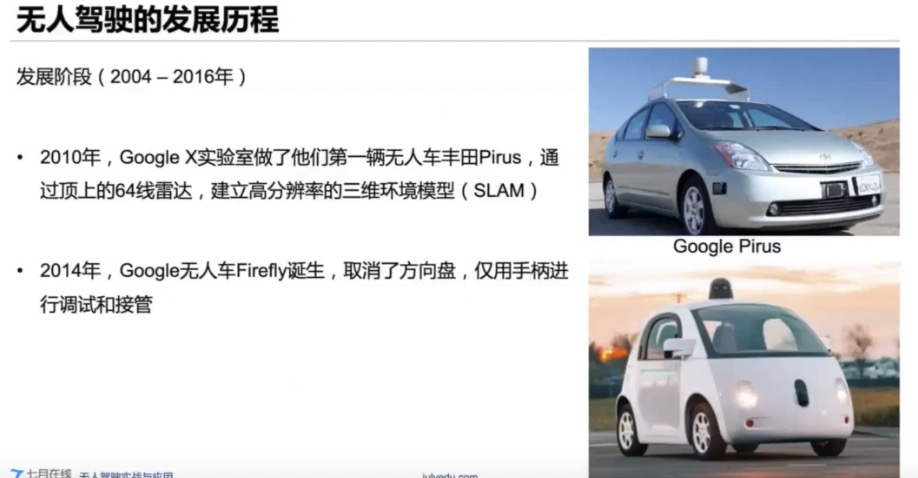 无人驾驶的发展历程
发展阶段（2004 – 2016年）
• 2010年，Google X实验室做了他们第一辆无人车丰田Pirus，通
过顶上的64线雷达，建立高分辨率的三维环境模型（SLAM）
Google Pirus
• 2014年，Google无人车Firefly诞生，取消了方向盘，仅用手柄进
行调试和接管
七月在线
无人驾驶实战与应用
julyedu.com